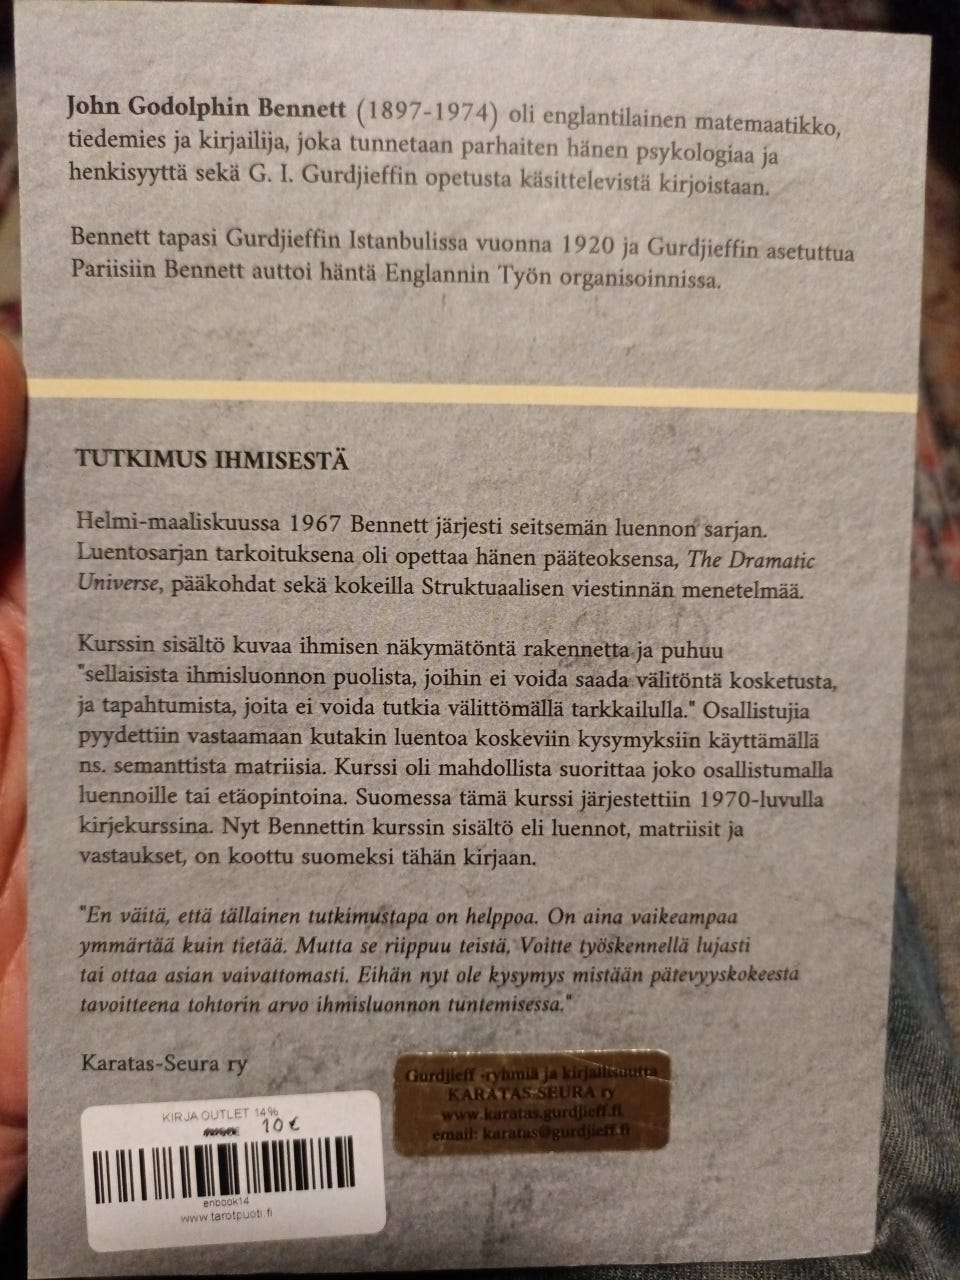 John Godolphin Bennett (1897-1974) oli englantilainen matemaatikko,
tiedemies ja kirjailija, joka tunnetaan parhaiten hänen psykologiaa ja
henkisyyttä sekä G. I. Gurdjieffin opetusta käsittelevistä kirjoistaan.
Bennett tapasi Gurdjieffin Istanbulissa vuonna 1920 ja Gurdjieffin asetuttua
Pariisiin Bennett auttoi häntä Englannin Työn organisoinnissa.
TUTKIMUS IHMISESTÄ
Helmi-maaliskuussa 1967 Bennett järjesti seitsemän luennon sarjan.
Luentosarjan tarkoituksena oli opettaa hänen pääteoksensa, The Dramatic
Universe, pääkohdat sekä kokeilla Struktuaalisen viestinnän menetelmää.
Kurssin sisältö kuvaa ihmisen näkymätöntä rakennetta ja puhuu
"sellaisista ihmisluonnon puolista, joihin ei voida saada välitöntä kosketusta,
ja tapahtumista, joita ei voida tutkia välittömällä tarkkailulla." Osallistujia
pyydettiin vastaamaan kutakin luentoa koskeviin kysymyksiin käyttämällä
ns. semanttista matriisia. Kurssi oli mahdollista suorittaa joko osallistumalla
luennoille tai etäopintoina. Suomessa tämä kurssi järjestettiin 1970-luvulla
kirjekurssina. Nyt Bennettin kurssin sisältö eli luennot, matriisit ja
vastaukset, on koottu suomeksi tähän kirjaan.
"En väitä, että tällainen tutkimustapa on helppoa. On aina vaikeampaa
ymmärtää kuin tietää. Mutta se riippuu teistä, Voitte työskennellä lujasti
tai ottaa asian vaivattomasti. Eihän nyt ole kysymys mistään pätevyyskokeesta
tavoitteena tohtorin arvo ihmisluonnon tuntemisessa."
Karatas-Seura ry
Gurdjieff -ryhmiä ja kirjallisuutta
KARATAS-SEURA ry
www.karatas.gurdjieff.fi
email: karatas@gurdjieff.fi
KIRJA OUTLET 14%
10 €
enbook14
www.tarotpuoti.fi